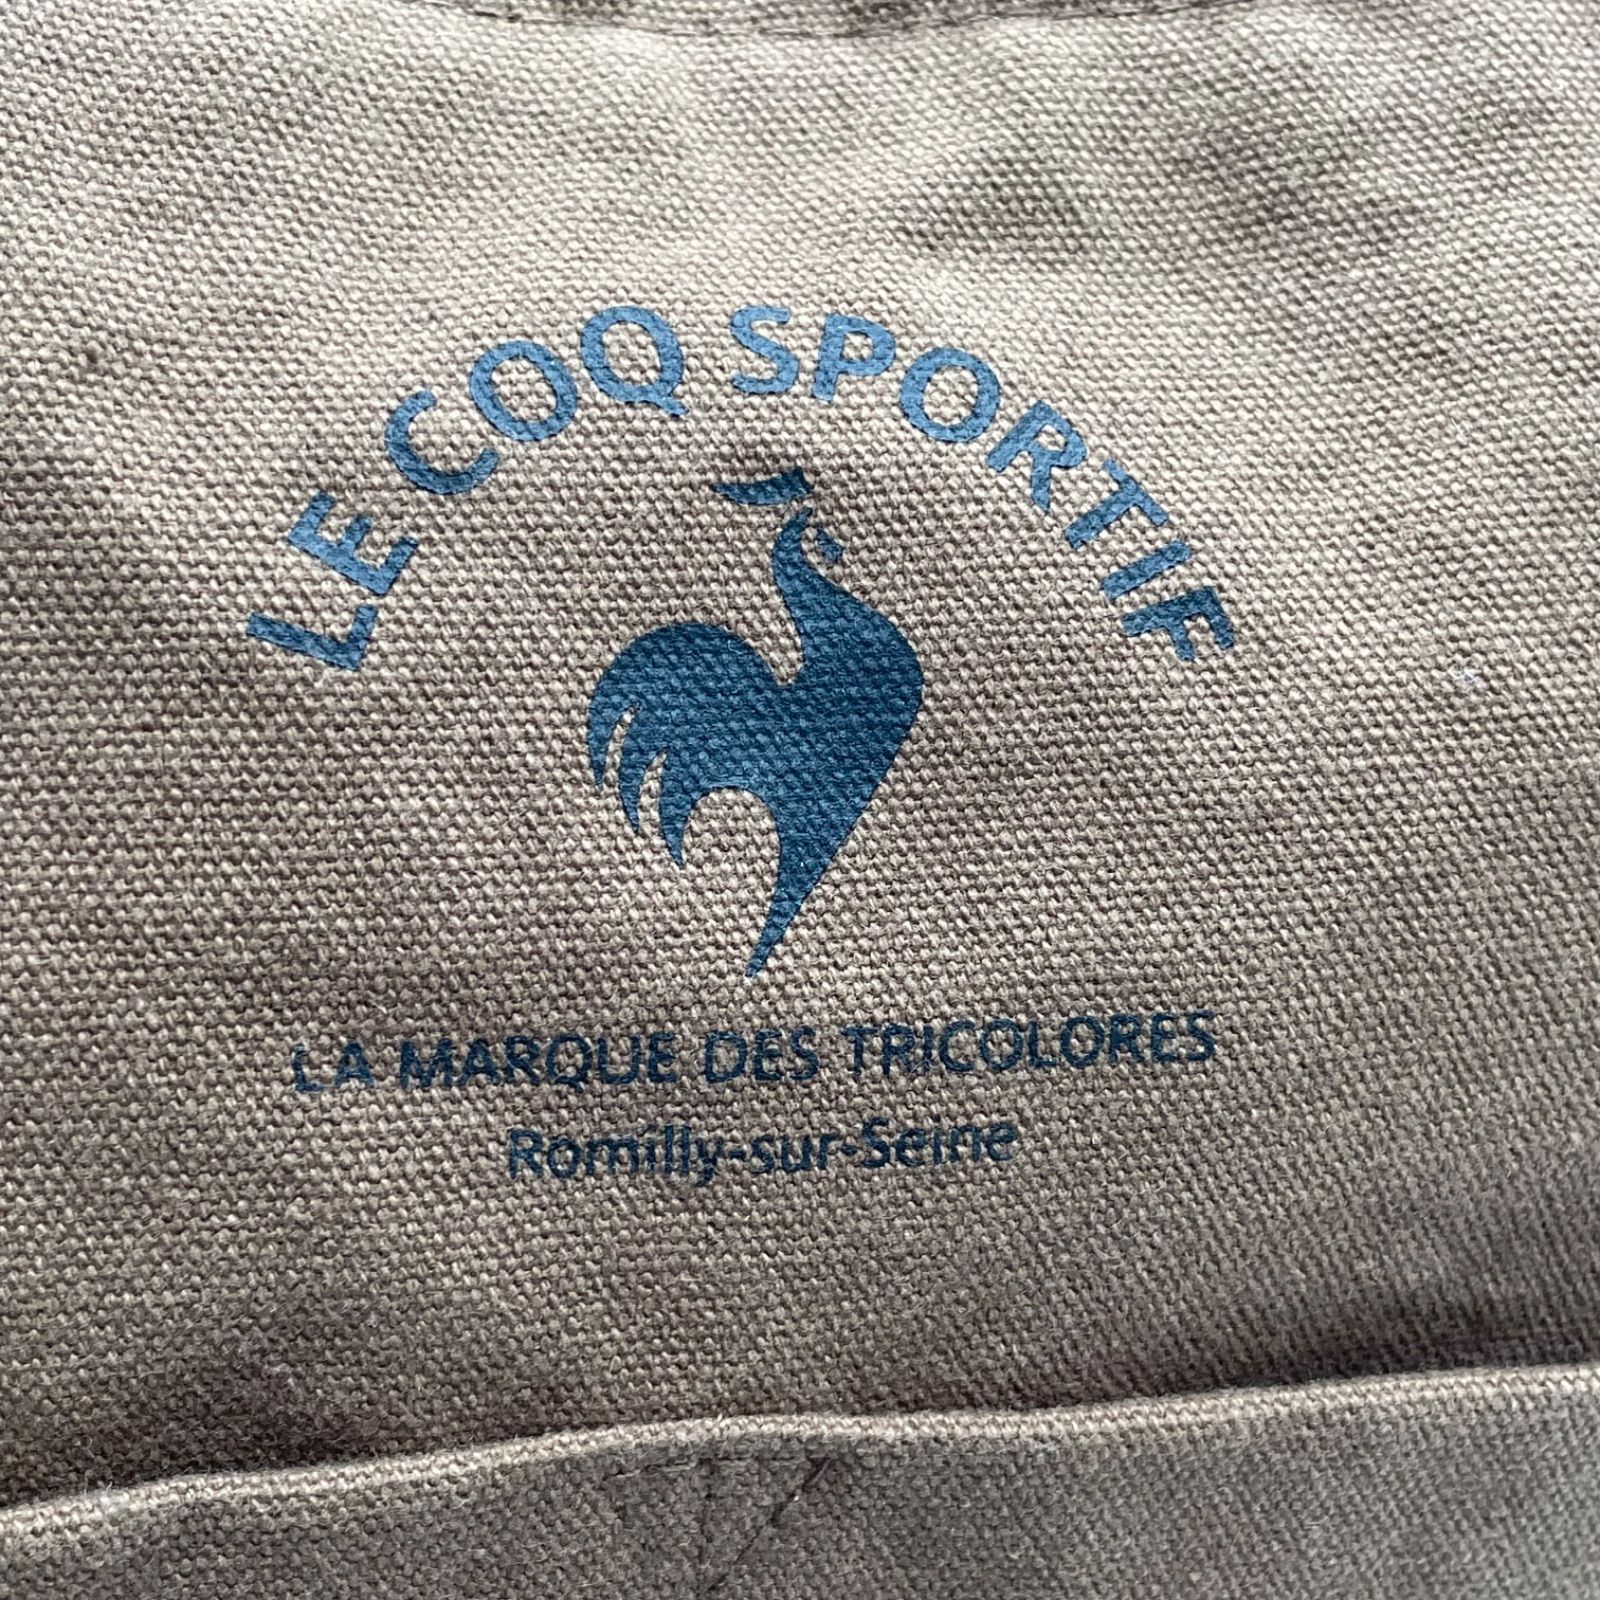 LE COQ SPORTIF
LA MARQUE DES TRICOLORES
Romilly-sur-Seine